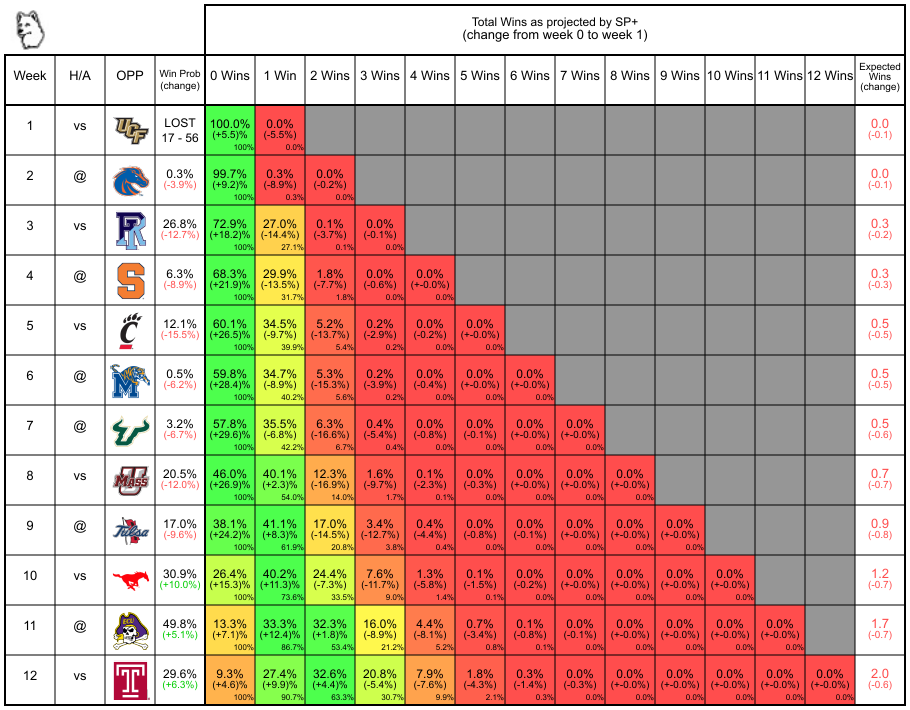 Total Wins as projected by SP+
(change from week 0 to week 1)
Week H/A OPP Win Prob (change) 0 Wins 1 Win 2 Wins 3 Wins 4 Wins 5 Wins 6 Wins 7 Wins 8 Wins 9 Wins 10 Wins 11 Wins 12 Wins Expected Wins (change)
1 vs UCF LOST 100.0% 0.0% 0.0
17 - 56 (+5.5)% (-5.5%) (-0.1)
100% 0.0%
2 @ 0.3% 99.7% 0.3% 0.0% 0.0
(-3.9%) (+9.2)% (-8.9%) (-0.2%) (-0.1)
100% 0.3% 0.0%
3 vs R 26.8% 72.9% 27.0% 0.1% 0.0% 0.3
(-12.7%) (+18.2)% (-14.4%) (-3.7%) (-0.1%) (-0.2)
100% 27.1% 0.1% 0.0%
4 @ S 6.3% 68.3% 29.9% 1.8% 0.0% 0.0% 0.3
(-8.9%) (+21.9)% (-13.5%) (-7.7%) (-0.6%) (+-0.0%) (-0.3)
100% 31.7% 1.8% 0.0% 0.0%
5 vs C 12.1% 60.1% 34.5% 5.2% 0.2% 0.0% 0.0% 0.5
(-15.5%) (+26.5)% (-9.7%) (-13.7%) (-2.9%) (-0.2%) (+-0.0%) (-0.5)
100% 39.9% 5.4% 0.2% 0.0% 0.0%
6 @ M 0.5% 59.8% 34.7% 5.3% 0.2% 0.0% 0.0% 0.0% 0.5
(-6.2%) (+28.4)% (-8.9%) (-15.3%) (-3.9%) (-0.4%) (+-0.0%) (+-0.0%) (-0.5)
100% 40.2% 5.6% 0.2% 0.0% 0.0% 0.0%
7 @ 3.2% 57.8% 35.5% 6.3% 0.4% 0.0% 0.0% 0.0% 0.0% 0.5
(-6.7%) (+29.6)% (-6.8%) (-16.6%) (-5.4%) (-0.8%) (-0.1%) (+-0.0%) (+-0.0%) (-0.6)
100% 42.2% 6.7% 0.4% 0.0% 0.0% 0.0% 0.0%
8 vs UMASS 20.5% 46.0% 40.1% 12.3% 1.6% 0.1% 0.0% 0.0% 0.0% 0.0% 0.7
(-12.0%) (+26.9)% (+2.3%) (-16.9%) (-9.7%) (-2.3%) (-0.3%) (+-0.0%) (+-0.0%) (+-0.0%) (-0.7)
100% 54.0% 14.0% 1.7% 0.1% 0.0% 0.0% 0.0% 0.0%
9 @ Tulsa 17.0% 38.1% 41.1% 17.0% 3.4% 0.4% 0.0% 0.0% 0.0% 0.0% 0.0% 0.9
(-9.6%) (+24.2)% (+8.3%) (-14.5%) (-12.7%) (-4.4%) (-0.8%) (-0.1%) (+-0.0%) (+-0.0%) (+-0.0%) (-0.8)
100% 61.9% 20.8% 3.8% 0.4% 0.0% 0.0% 0.0% 0.0% 0.0%
10 vs 30.9% 26.4% 40.2% 24.4% 7.6% 1.3% 0.1% 0.0% 0.0% 0.0% 0.0% 0.0% 1.2
(+10.0%) (+15.3)% (+11.3%) (-7.3%) (-11.7%) (-5.8%) (-1.5%) (-0.2%) (+-0.0%) (+-0.0%) (+-0.0%) (+-0.0%) (-0.7)
100% 73.6% 33.5% 9.0% 1.4% 0.1% 0.0% 0.0% 0.0% 0.0% 0.0%
11 @ ECU 49.8% 13.3% 33.3% 32.3% 16.0% 4.4% 0.7% 0.1% 0.0% 0.0% 0.0% 0.0% 0.0% 1.7
(+5.1%) (+7.1)% (+12.4%) (+1.8%) (-8.9%) (-8.1%) (-3.4%) (-0.8%) (-0.1%) (+-0.0%) (+-0.0%) (+-0.0%) (+-0.0%) (-0.7)
100% 86.7% 53.4% 21.2% 5.2% 0.8% 0.1% 0.0% 0.0% 0.0% 0.0% 0.0%
12 vs T 29.6% 9.3% 27.4% 32.6% 20.8% 7.9% 1.8% 0.3% 0.0% 0.0% 0.0% 0.0% 0.0% 0.0% 2.0
(+6.3%) (+4.6)% (+9.9%) (+4.4%) (-5.4%) (-7.6%) (-4.3%) (-1.4%) (-0.3%) (+-0.0%) (+-0.0%) (+-0.0%) (+-0.0%) (+-0.0%) (-0.6)
100% 90.7% 63.3% 30.7% 9.9% 2.1% 0.3% 0.0% 0.0% 0.0% 0.0% 0.0% 0.0%